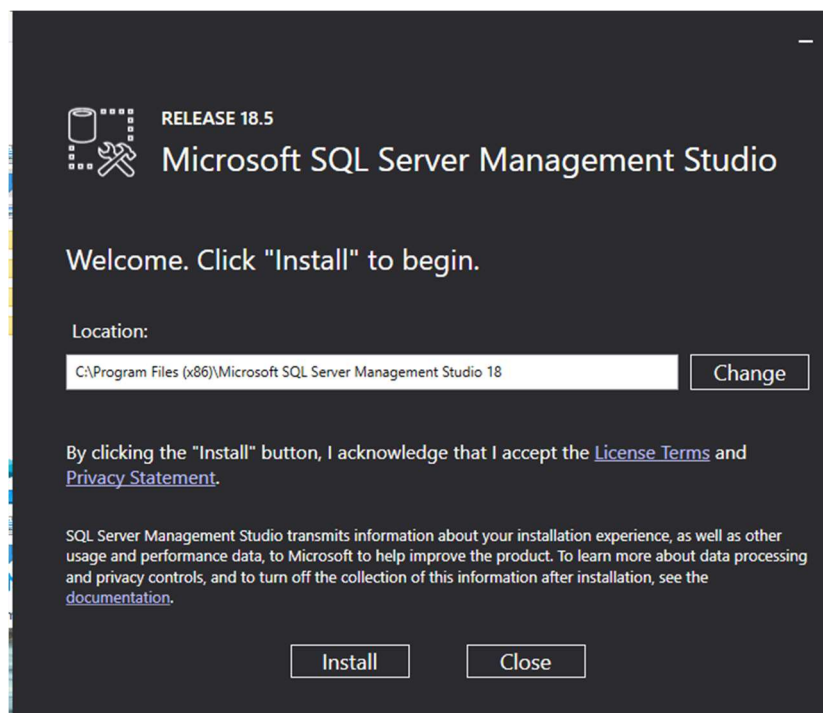 RELEASE 18.5
Microsoft SQL Server Management Studio
Welcome. Click "Install" to begin.
Location:
C:\Program Files (x86)\Microsoft SQL Server Management Studio 18
Change
By clicking the "Install" button, I acknowledge that I accept the License Terms and
Privacy Statement.
SQL Server Management Studio transmits information about your installation experience, as well as other
usage and performance data, to Microsoft to help improve the product. To learn more about data processing
and privacy controls, and to turn off the collection of this information after installation, see the
documentation.
Install
Close